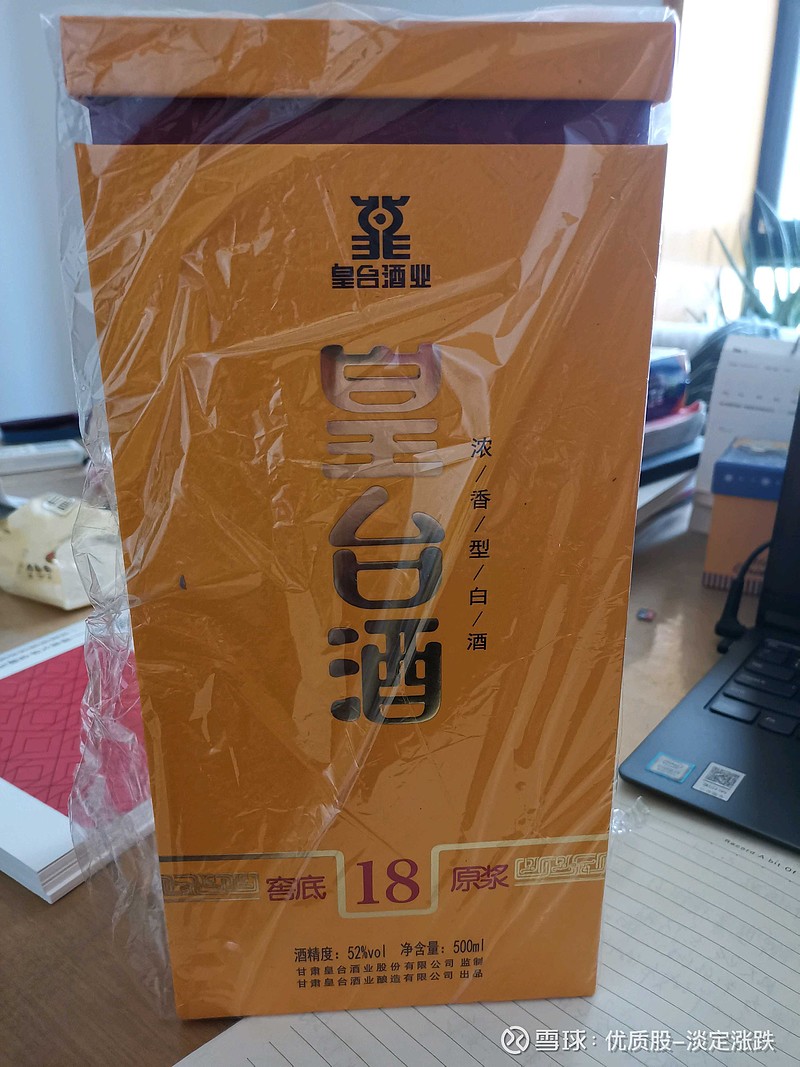 皇台酒业
皇台酒
浓/香/型/白/酒
窖底 18 原浆
酒精度：52%vol 净含量：500ml
甘肃皇台酒业股份有限公司 监制
甘肃皇台酒业酿造有限公司 出品
Record A bit Of
雪球：优质股-淡定涨跌